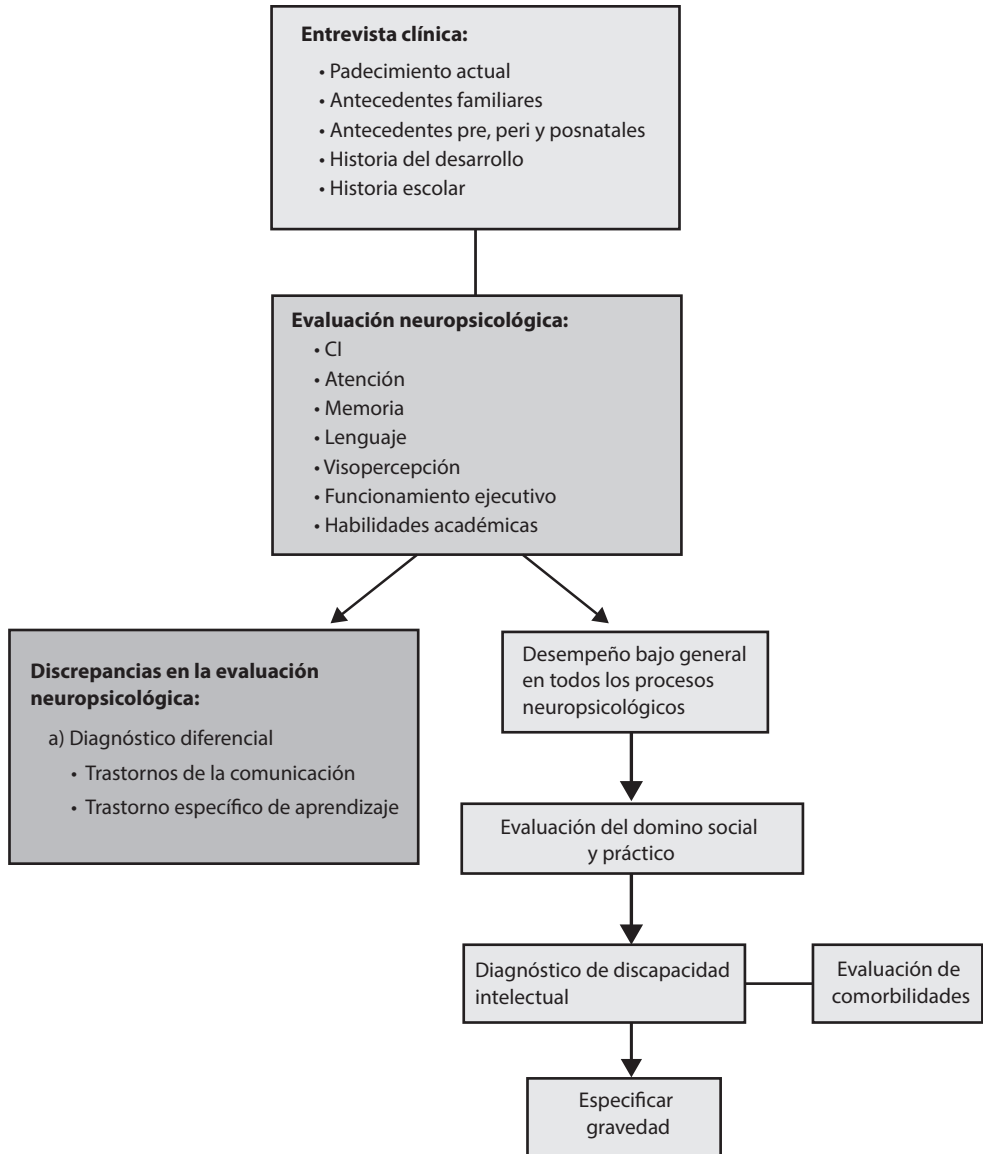 Entrevista clínica:
• Padecimiento actual
• Antecedentes familiares
• Antecedentes pre, peri y posnatales
• Historia del desarrollo
• Historia escolar
Evaluación neuropsicológica:
• CI
• Atención
• Memoria
• Lenguaje
• Visopercepción
• Funcionamiento ejecutivo
• Habilidades académicas
Discrepancias en la evaluación
neuropsicológica:
a) Diagnóstico diferencial
• Trastornos de la comunicación
• Trastorno específico de aprendizaje
Desempeño bajo general
en todos los procesos
neuropsicológicos
Evaluación del domino social
y práctico
Diagnóstico de discapacidad
intelectual
Evaluación de
comorbilidades
Especificar
gravedad